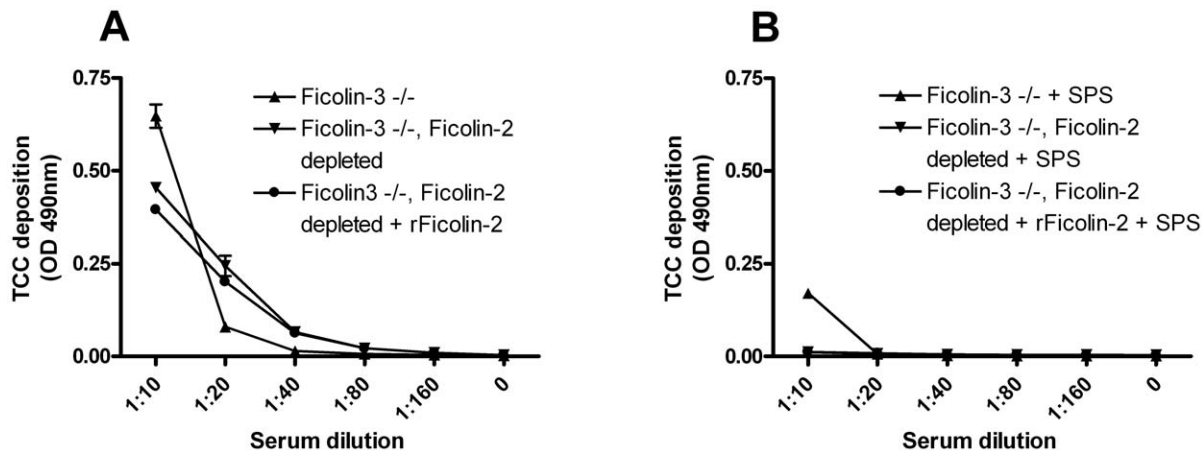 A
0.75
0.50
0.25
0.00
TCC deposition
(OD 490nm)
Ficolin-3 -/-
Ficolin-3 -/-, Ficolin-2
depleted
Ficolin3 -/-, Ficolin-2
depleted + rFicolin-2
1:10
1:20
1:40
1:80
1:160
0
Serum dilution
B
0.75
0.50
0.25
0.00
TCC deposition
(OD 490nm)
Ficolin-3 -/- + SPS
Ficolin-3 -/-, Ficolin-2
depleted + SPS
Ficolin-3 -/-, Ficolin-2
depleted + rFicolin-2 + SPS
1:10
1:20
1:40
1:80
1:160
0
Serum dilution